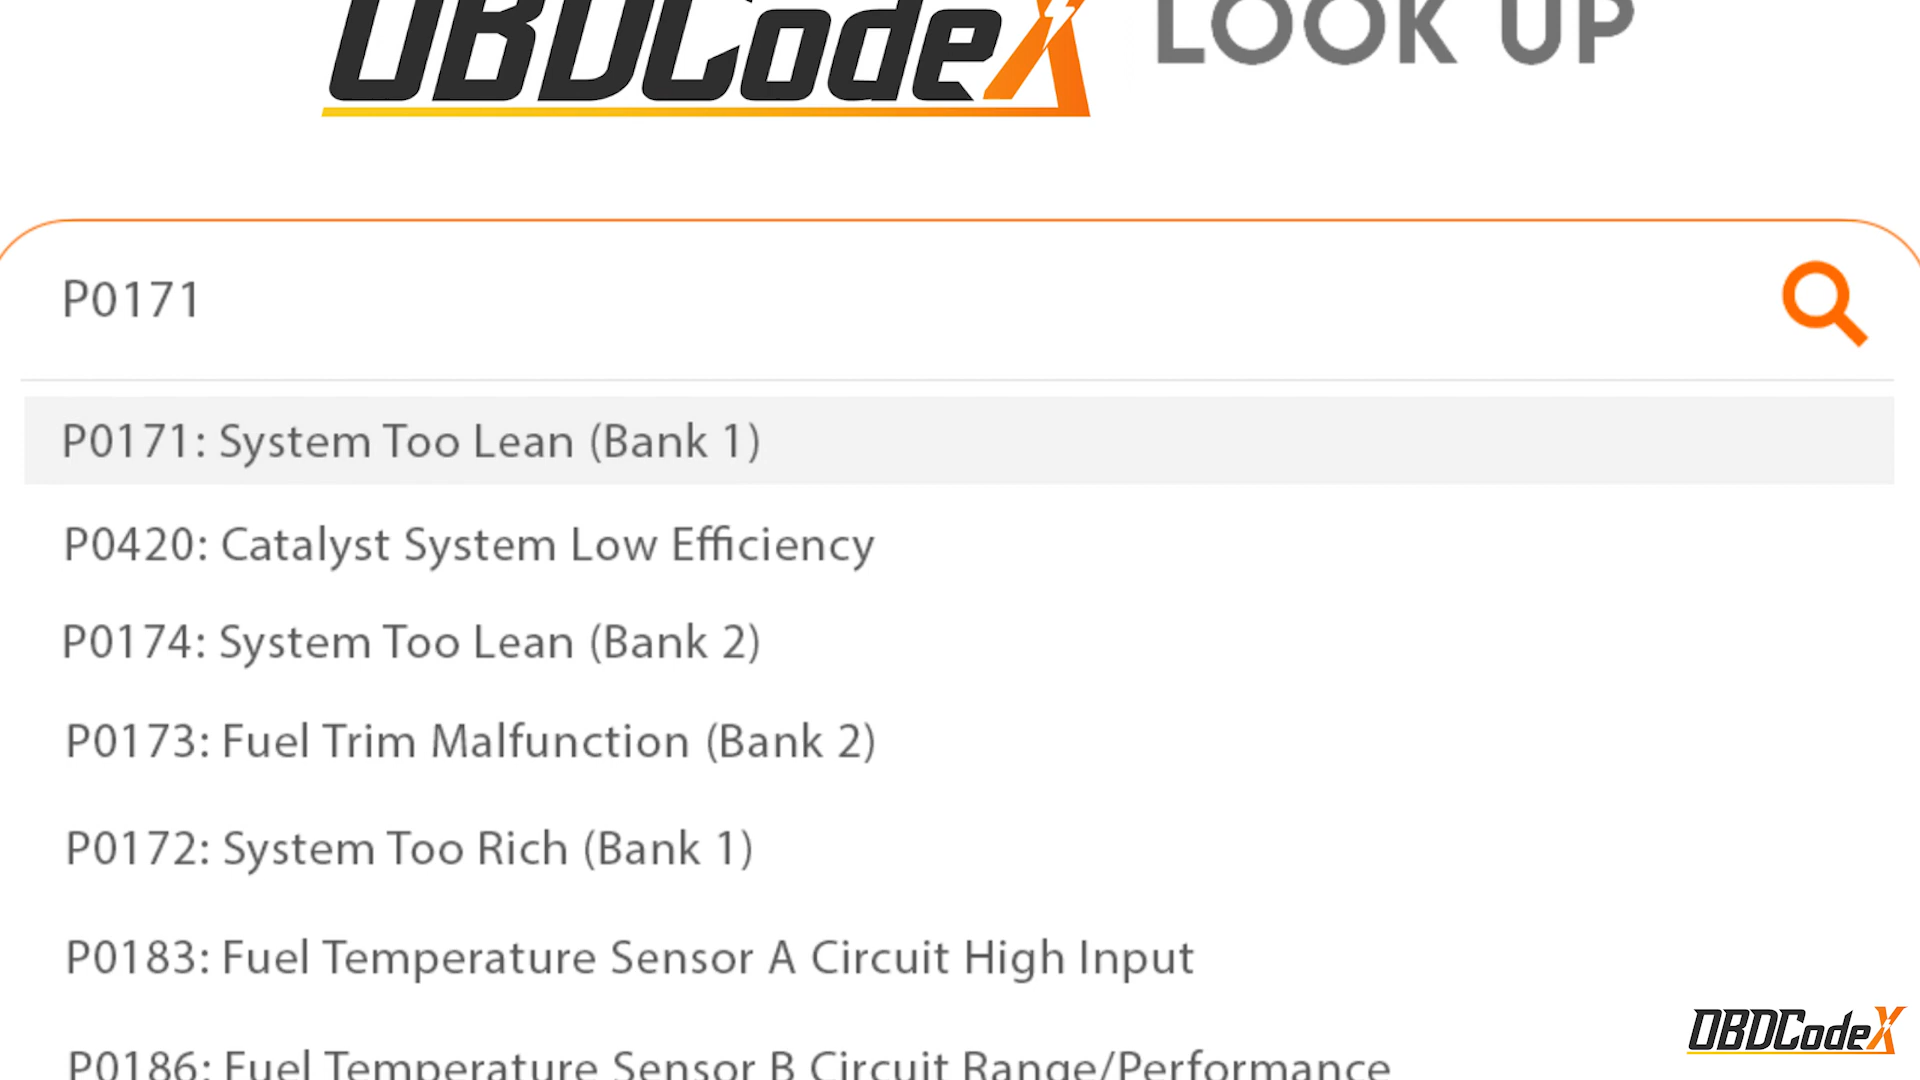 OBDCodeX LOOK UP
P0171
P0171: System Too Lean (Bank 1)
P0420: Catalyst System Low Efficiency
P0174: System Too Lean (Bank 2)
P0173: Fuel Trim Malfunction (Bank 2)
P0172: System Too Rich (Bank 1)
P0183: Fuel Temperature Sensor A Circuit High Input
P0186: Fuel Temperature Sensor B Circuit Range/Performance
OBDCodeX